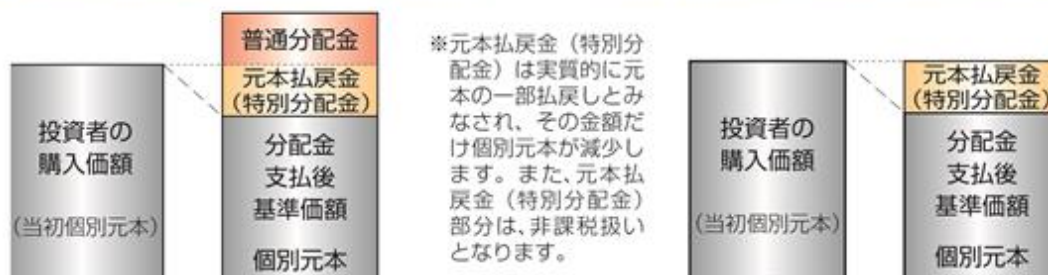 投資者の
購入価額
(当初個別元本)
普通分配金
元本払戻金
(特別分配金)
分配金
支払後
基準価額
個別元本
※元本払戻金(特別分
配金)は実質的に元
本の一部払戻しとみ
なされ、その金額だ
け個別元本が減少し
ます。また、元本払
戻金(特別分配金)
部分は、非課税扱い
となります。
投資者の
購入価額
(当初個別元本)
元本払戻金
(特別分配金)
分配金
支払後
基準価額
個別元本